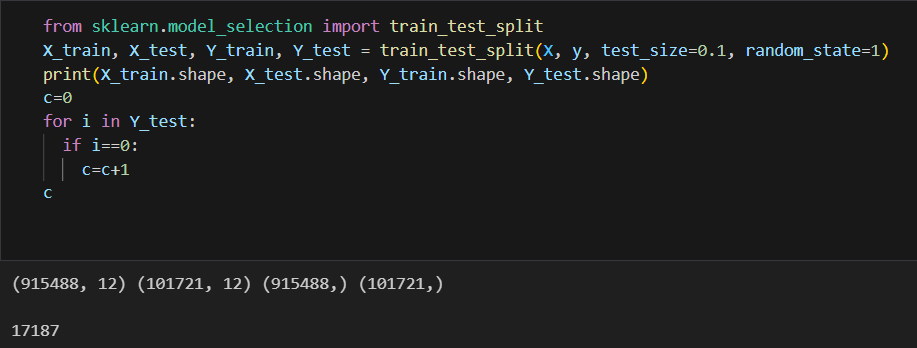 from sklearn.model_selection import train_test_split
X_train, X_test, Y_train, Y_test = train_test_split(X, y, test_size=0.1, random_state=1)
print(X_train.shape, X_test.shape, Y_train.shape, Y_test.shape)
c=0
for i in Y_test:
  if i==0:
    c=c+1
c
(915488, 12) (101721, 12) (915488,) (101721,)
17187